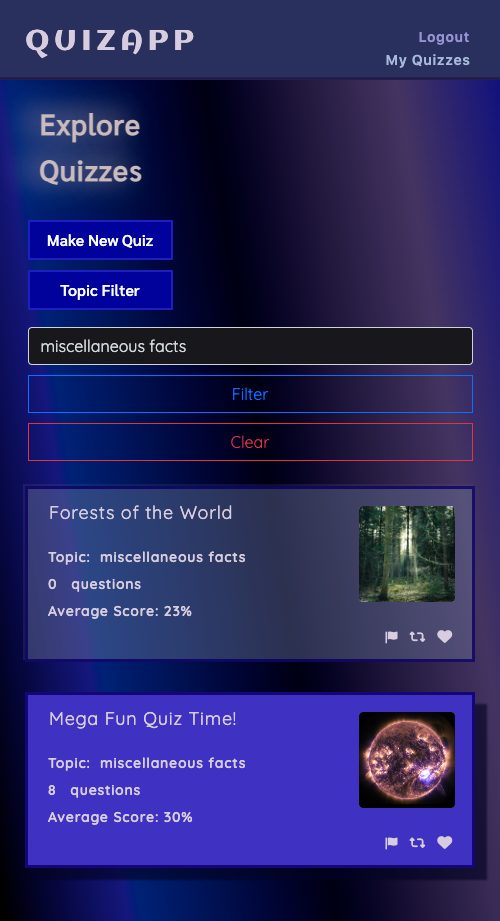 QUIZAPP
Logout
My Quizzes
Explore
Quizzes
Make New Quiz
Topic Filter
miscellaneous facts
Filter
Clear
Forests of the World
Topic: miscellaneous facts
0 questions
Average Score: 23%
Mega Fun Quiz Time!
Topic: miscellaneous facts
8 questions
Average Score: 30%